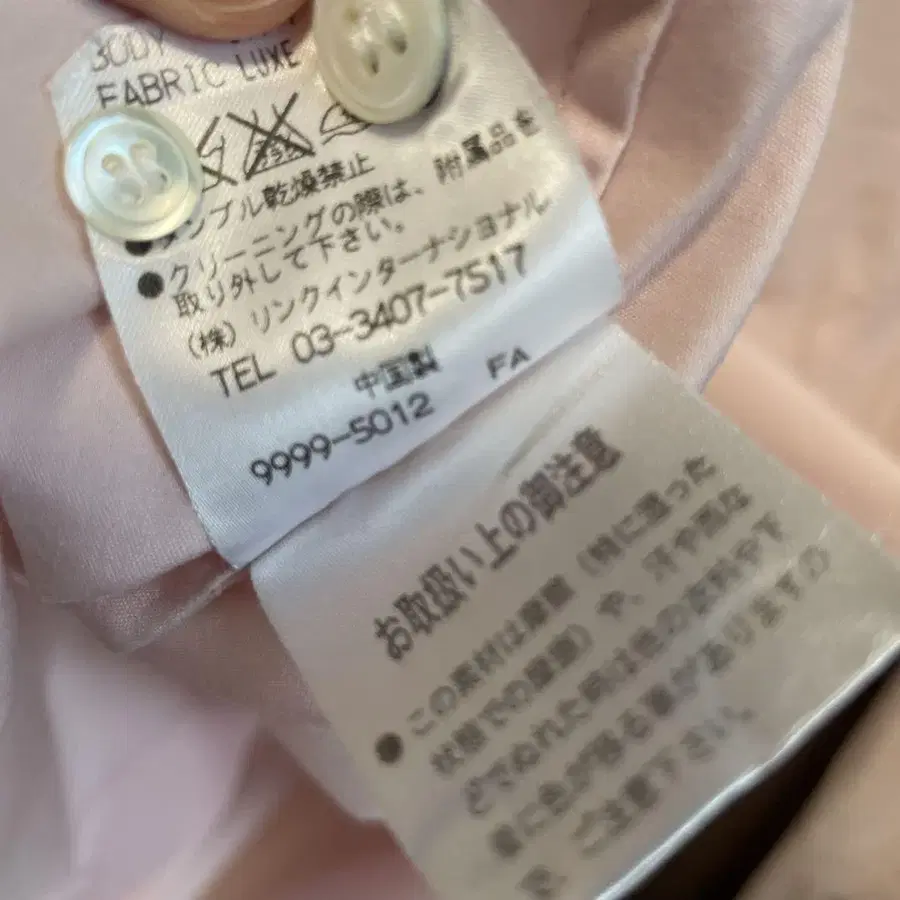 BODY
FABRIC LUXE
タンブル乾燥禁止
●クリーニングの際は、附属品を
取り外して下さい。
(株) リンクインターナショナル
TEL 03-3407-7517
中国製 FA
9999-5012
お取扱い上の御注意
●この素材は摩擦（特に湿った
状態での摩擦）や、汗や雨な
どでぬれた時は他の衣料や下
着に色が移る事がありますの
で、ご注意下さい。